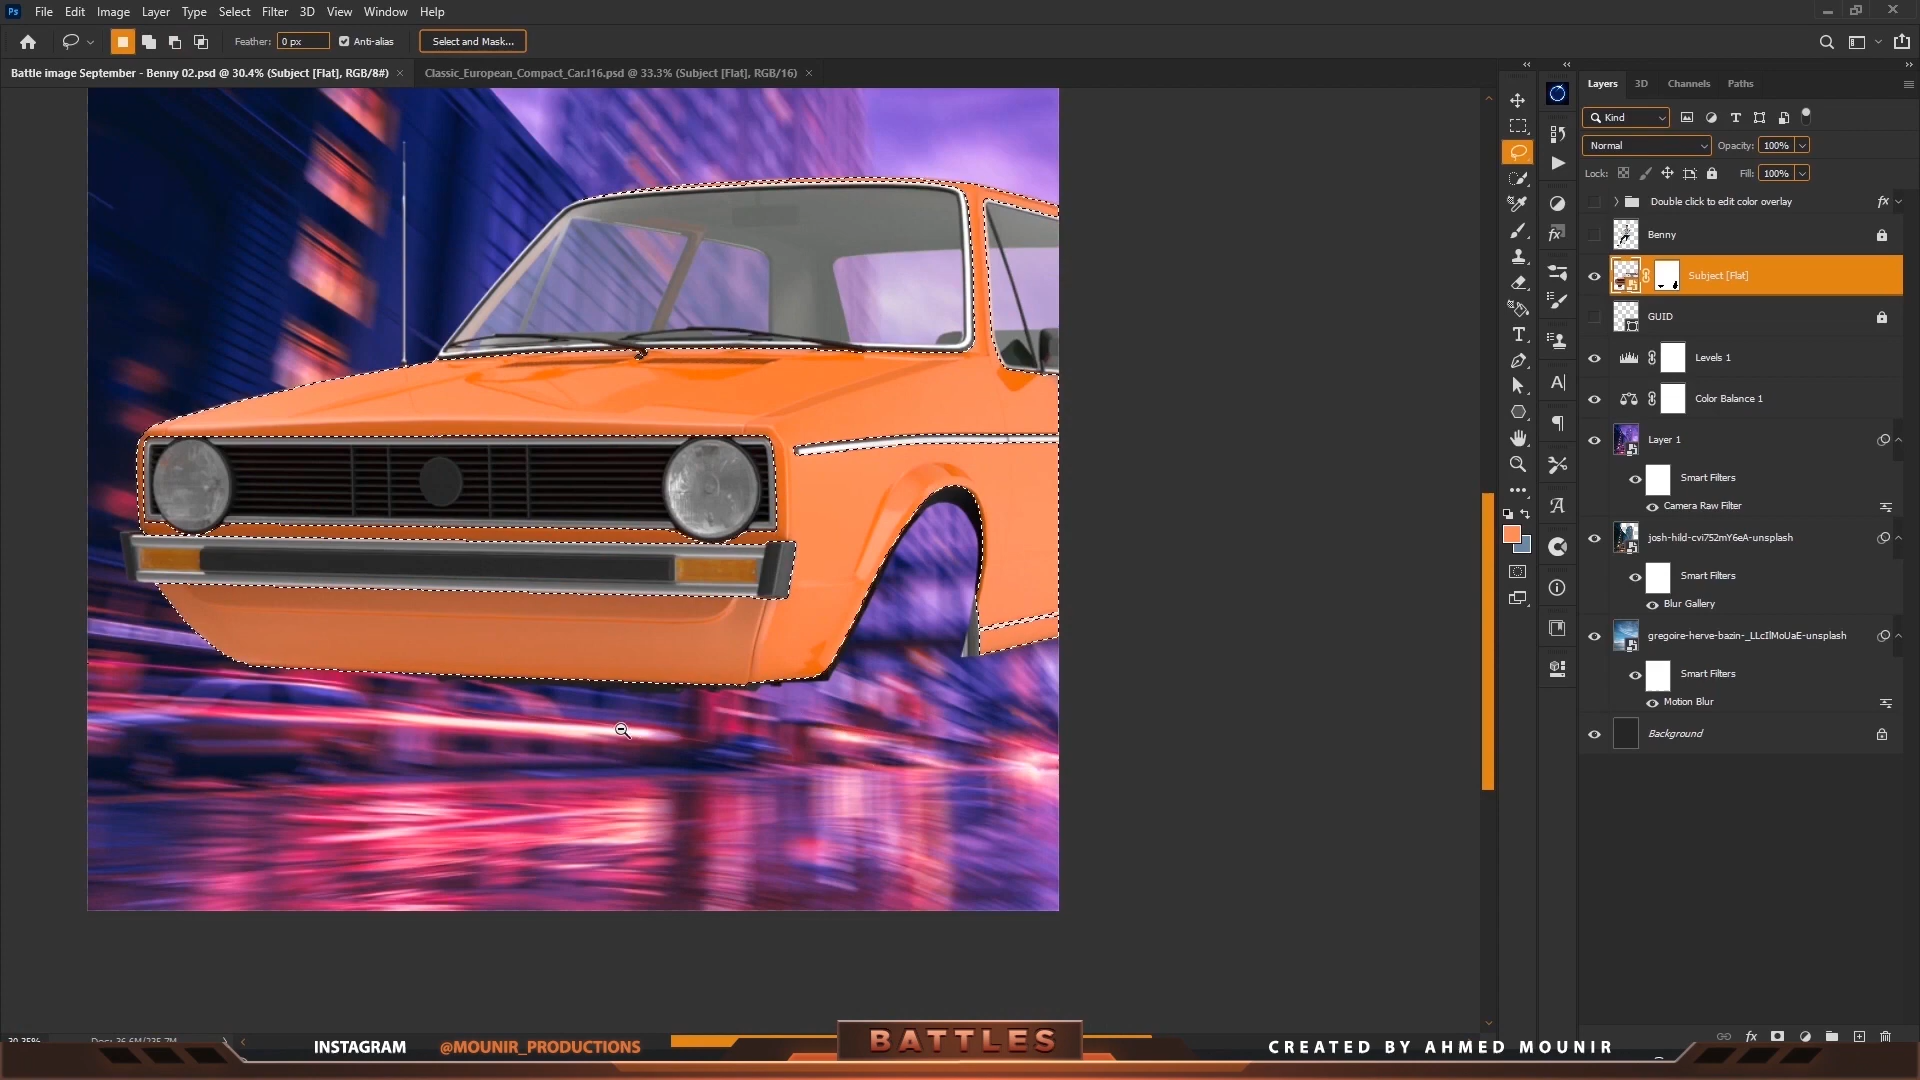 Ps File Edit Image Layer Type Select Filter 3D View Window Help
Feather: 0 px Anti-alias Select and Mask...
Battle image September - Benny 02.psd @ 30.4% (Subject [Flat], RGB/8#) × Classic_European_Compact_Car.I16.psd @ 33.3% (Subject [Flat], RGB/16) ×
Layers 3D Channels Paths
Kind
Normal Opacity: 100%
Lock: Fill: 100%
Double click to edit color overlay fx
Benny
Subject [Flat]
GUID
Levels 1
Color Balance 1
Layer 1
Smart Filters
Camera Raw Filter
josh-hild-cvi752mY6eA-unsplash
Smart Filters
Blur Gallery
gregoire-herve-bazin-_LLcIlMoUaE-unsplash
Smart Filters
Motion Blur
Background
INSTAGRAM @MOUNIR_PRODUCTIONS
BATTLES
CREATED BY AHMED MOUNIR